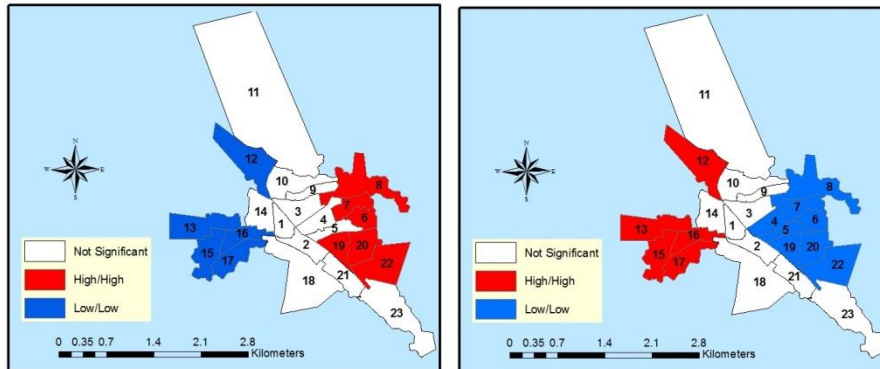 11
N
W E
S
12
10
9
8
7
6
14
3
4
1
5
13
16
2
19
20
15
17
22
21
18
23
Not Significant
High/High
Low/Low
0 0.35 0.7 1.4 2.1 2.8
Kilometers
11
N
W E
S
12
10
9
8
7
6
14
3
4
1
5
13
16
2
19
20
15
17
22
21
18
23
Not Significant
High/High
Low/Low
0 0.35 0.7 1.4 2.1 2.8
Kilometers